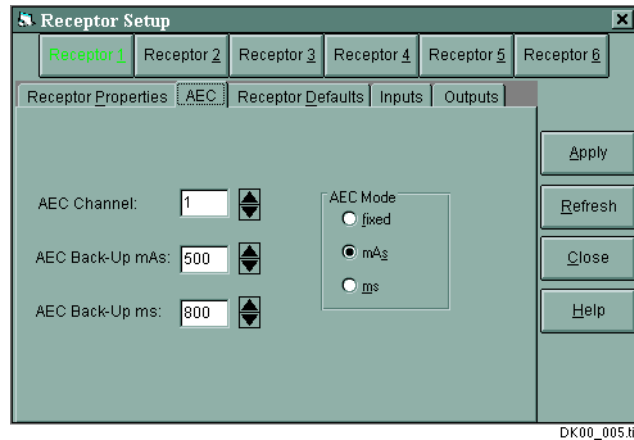 Receptor Setup
Receptor 1 Receptor 2 Receptor 3 Receptor 4 Receptor 5 Receptor 6
Receptor Properties AEC Receptor Defaults Inputs Outputs
Apply
AEC Channel: 1
AEC Mode
fixed
Refresh
AEC Back-Up mAs: 500
mAs
Close
ms
AEC Back-Up ms: 800
Help
DK00_005.ti